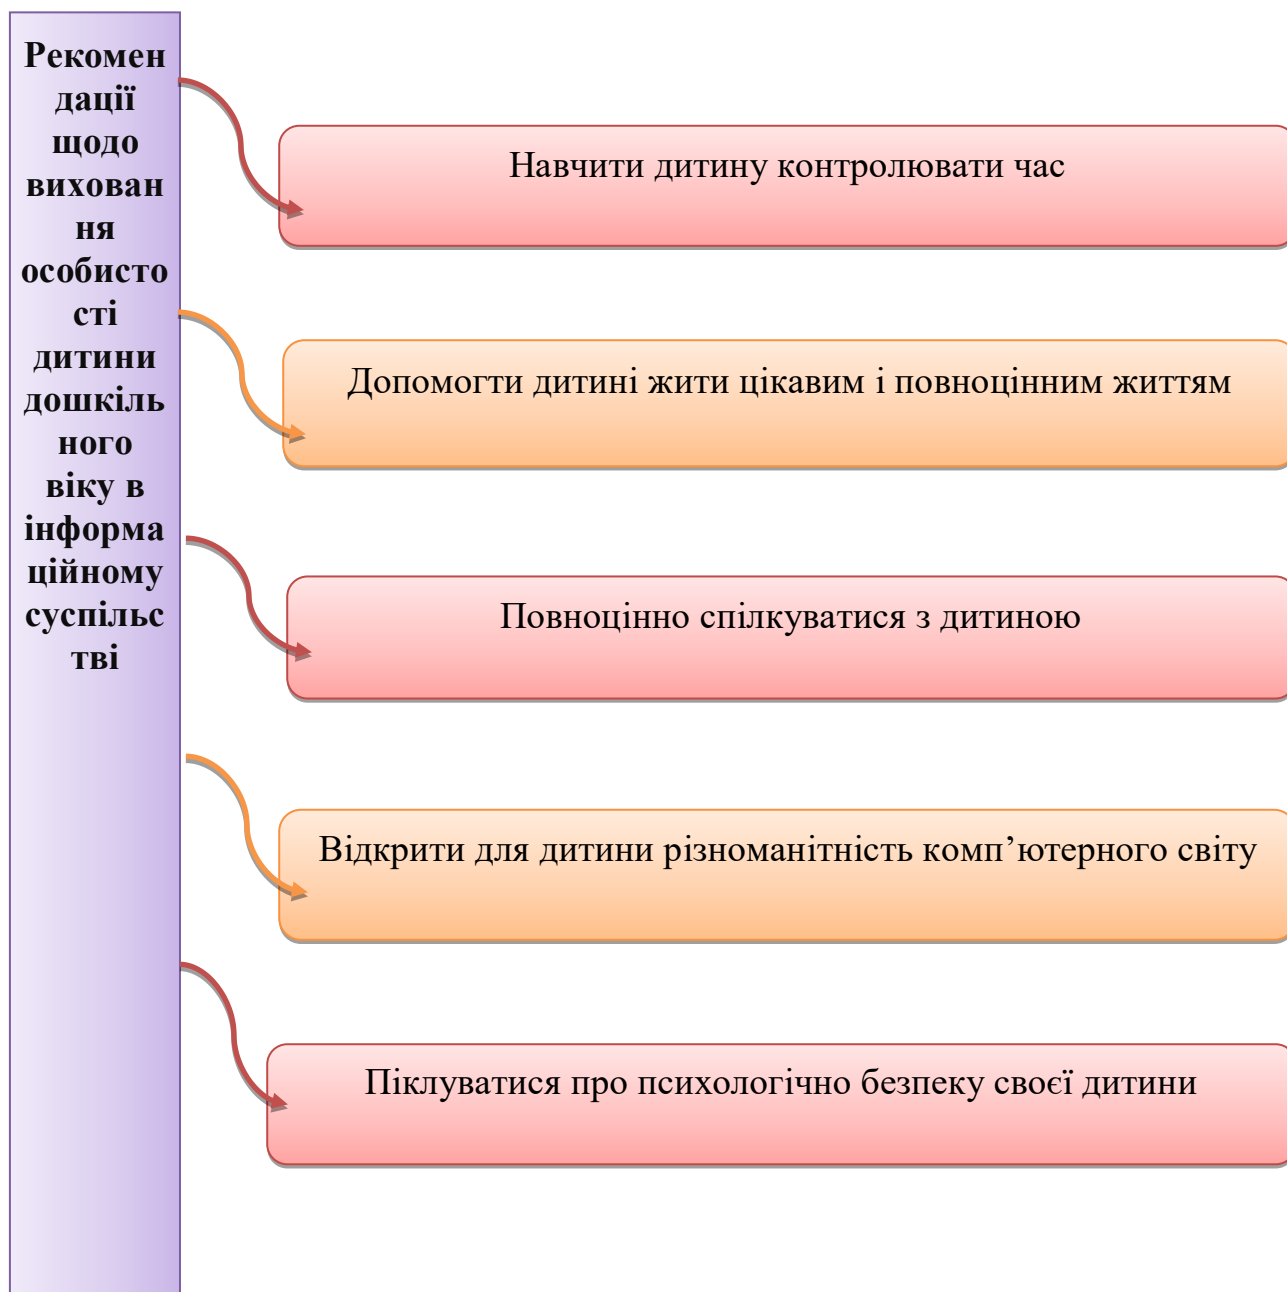 Рекомен
дації
щодо
вихован
ня
особисто
сті
дитини
дошкіль
ного
віку в
інформа
ційному
суспільс
тві
Навчити дитину контролювати час
Допомогти дитині жити цікавим і повноцінним життям
Повноцінно спілкуватися з дитиною
Відкрити для дитини різноманітність комп’ютерного світу
Піклуватися про психологічно безпеку своєї дитини